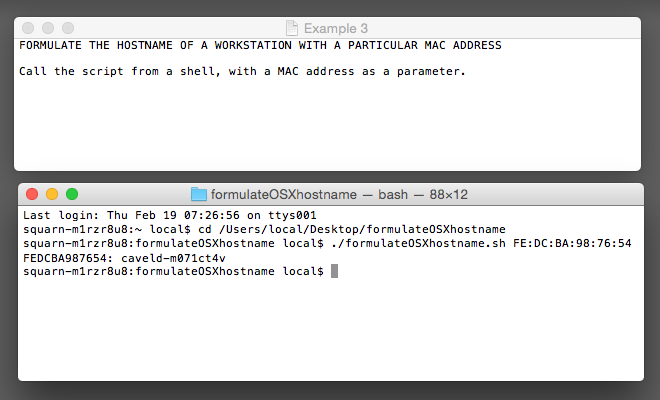 Example 3
FORMULATE THE HOSTNAME OF A WORKSTATION WITH A PARTICULAR MAC ADDRESS
Call the script from a shell, with a MAC address as a parameter.
formulateOSXhostname — bash — 88×12
Last login: Thu Feb 19 07:26:56 on ttys001
squarn-m1rzr8u8:~ local$ cd /Users/local/Desktop/formulateOSXhostname
squarn-m1rzr8u8:formulateOSXhostname local$ ./formulateOSXhostname.sh FE:DC:BA:98:76:54
FEDCBA987654: caveld-m071ct4v
squarn-m1rzr8u8:formulateOSXhostname local$